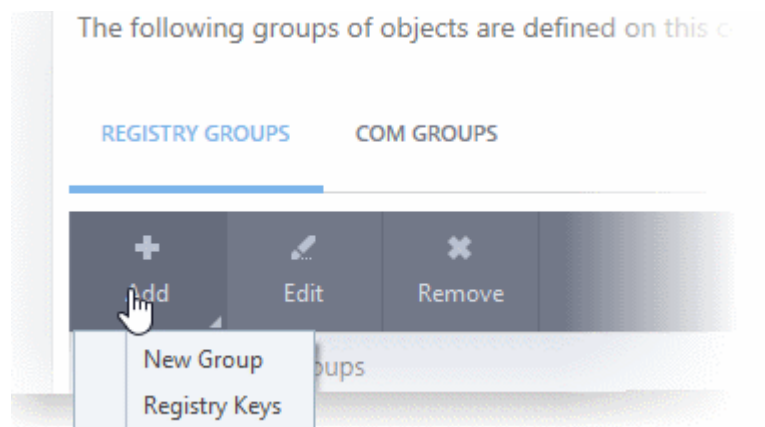 The following groups of objects are defined on this
REGISTRY GROUPS COM GROUPS
Add Edit Remove
New Group
Registry Keys